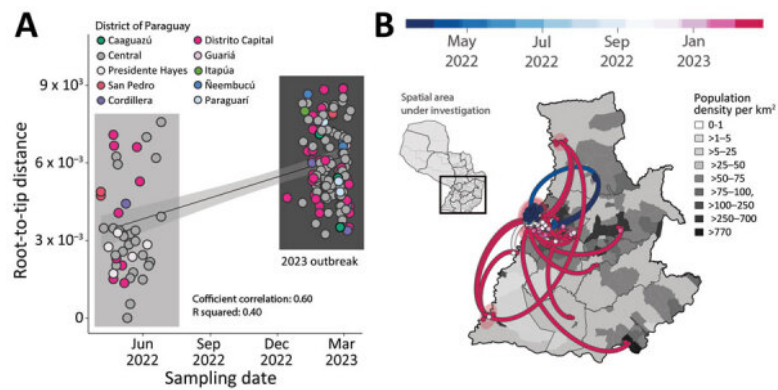 A
District of Paraguay
Caaguazú
Central
Presidente Hayes
San Pedro
Cordillera
Distrito Capital
Guariá
Itapúa
Ñeembucú
Paraguarí
Root-to-tip distance
9 x 10⁻³
6 x 10⁻³
3 x 10⁻³
0
2023 outbreak
Cofficient correlation: 0.60
R squared: 0.40
Jun
2022
Sep
2022
Dec
2022
Mar
2023
Sampling date
B
May
2022
Jul
2022
Sep
2022
Jan
2023
Spatial area
under investigation
Population
density per km²
0-1
>1–5
>5–25
>25–50
>50–75
>75–100,
>100–250
>250–700
>770